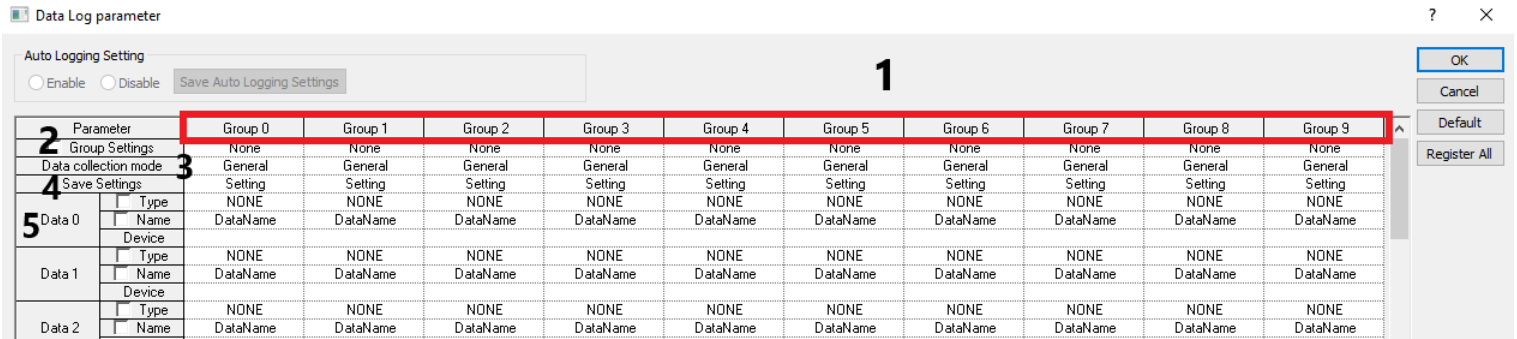 Data Log parameter ? ×
Auto Logging Setting
Enable Disable Save Auto Logging Settings
1
OK
Cancel
Default
Register All
Parameter Group 0 Group 1 Group 2 Group 3 Group 4 Group 5 Group 6 Group 7 Group 8 Group 9
2 Group Settings None None None None None None None None None None
Data collection mode 3 General General General General General General General General General General
4 Save Settings Setting Setting Setting Setting Setting Setting Setting Setting Setting Setting
Type NONE NONE NONE NONE NONE NONE NONE NONE NONE NONE
5 Data 0 Name DataName DataName DataName DataName DataName DataName DataName DataName DataName DataName
Device
Type NONE NONE NONE NONE NONE NONE NONE NONE NONE NONE
Data 1 Name DataName DataName DataName DataName DataName DataName DataName DataName DataName DataName
Device
Type NONE NONE NONE NONE NONE NONE NONE NONE NONE NONE
Data 2 Name DataName DataName DataName DataName DataName DataName DataName DataName DataName DataName